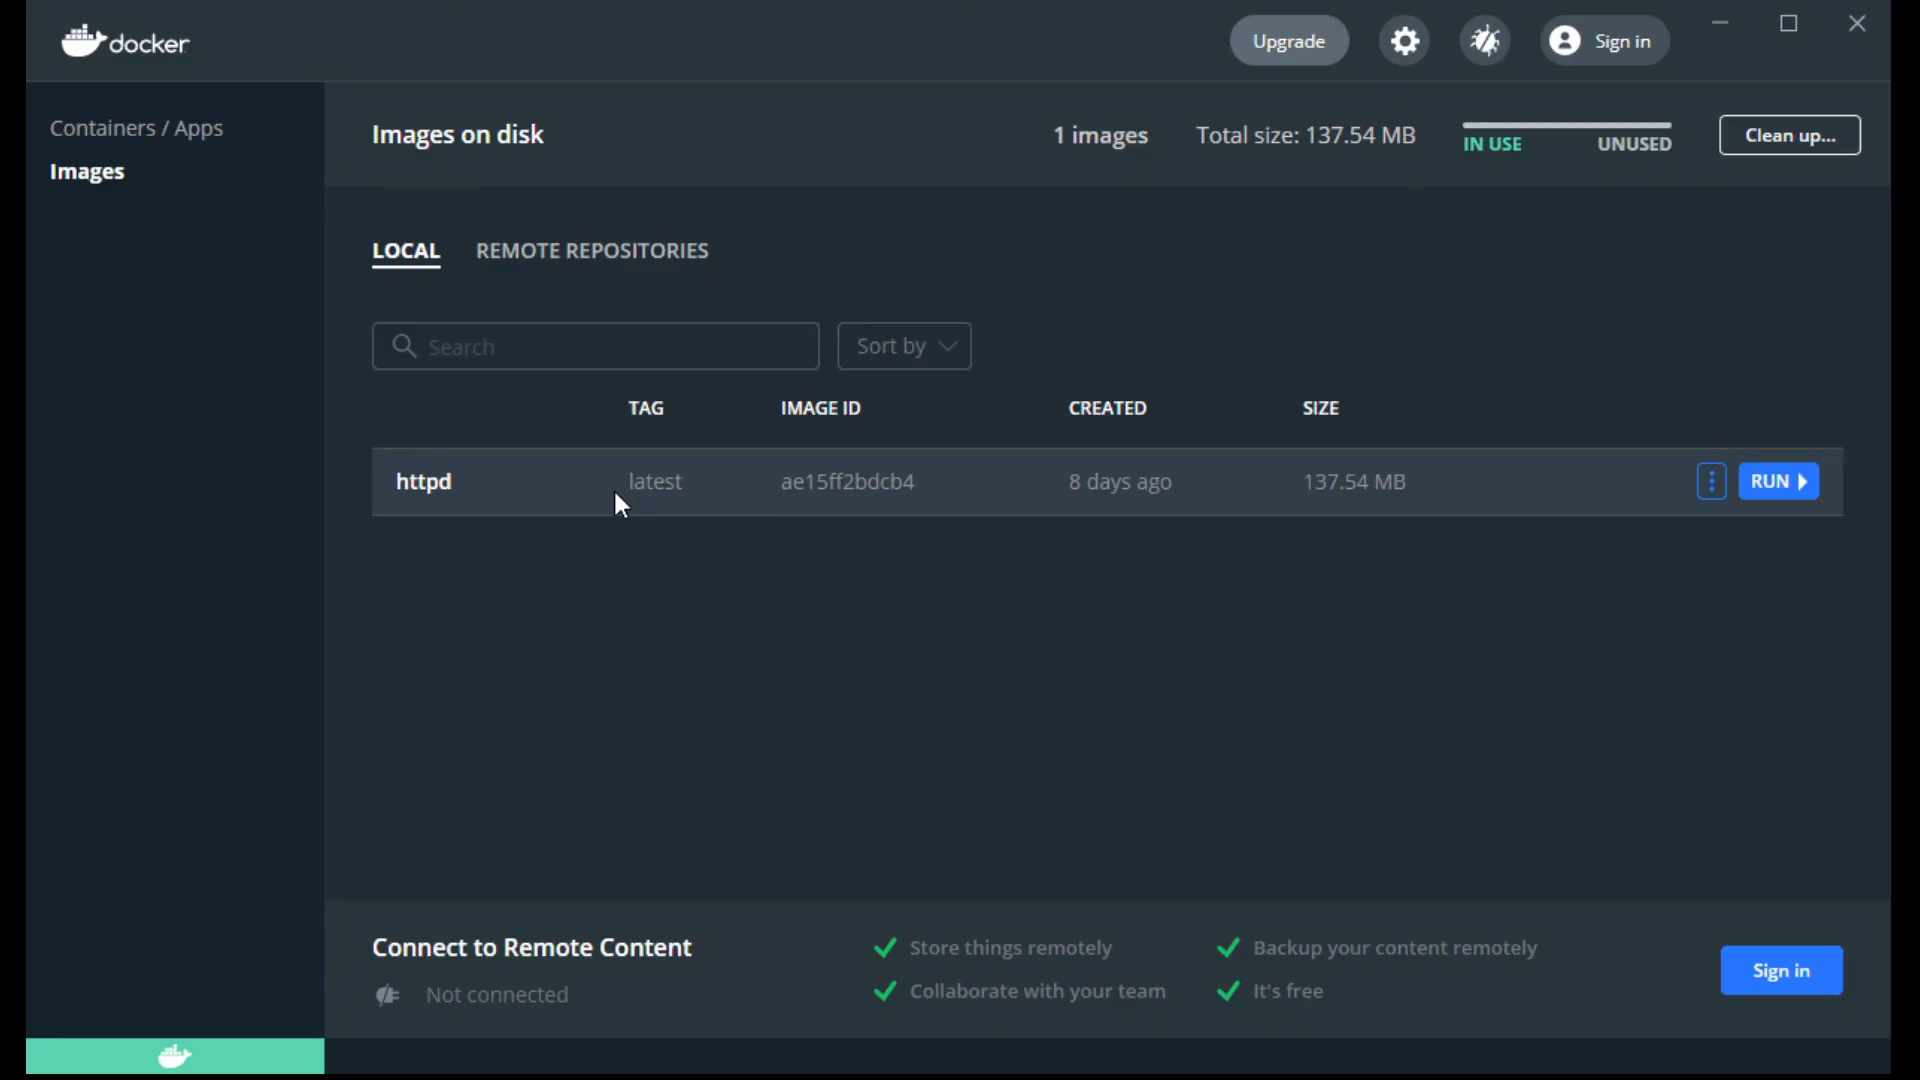 docker
Upgrade
Sign in
Containers / Apps
Images
Images on disk
1 images
Total size: 137.54 MB
IN USE
UNUSED
Clean up...
LOCAL
REMOTE REPOSITORIES
Search
Sort by
TAG
IMAGE ID
CREATED
SIZE
httpd
latest
ae15ff2bdcb4
8 days ago
137.54 MB
RUN
Connect to Remote Content
Not connected
Store things remotely
Backup your content remotely
Collaborate with your team
It's free
Sign in